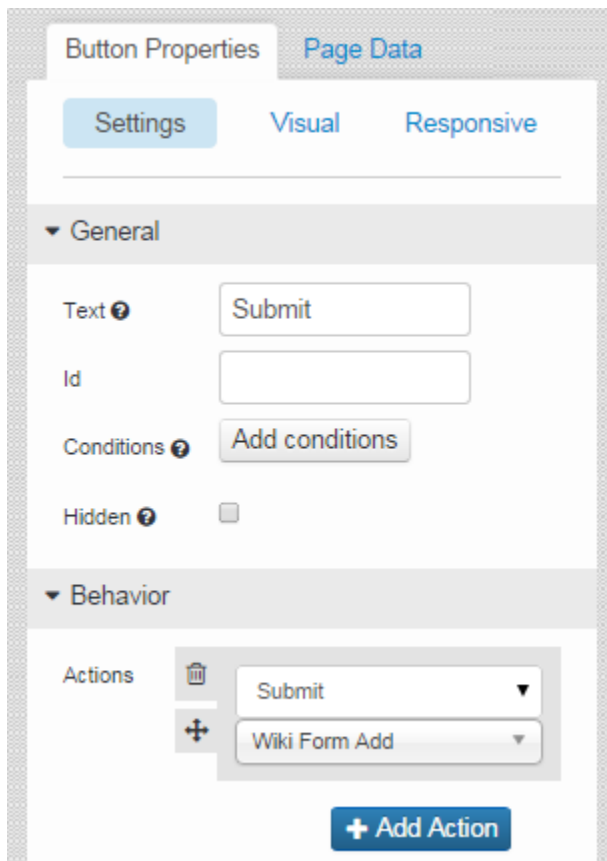 Button Properties Page Data
Settings Visual Responsive
General
Text Submit
Id
Conditions Add conditions
Hidden
Behavior
Actions Submit
Wiki Form Add
Add Action